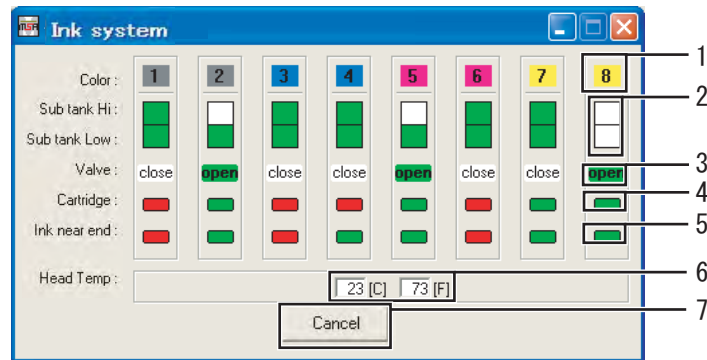 MSR Ink system
Color : 1 2 3 4 5 6 7 8
Sub tank Hi :
Sub tank Low :
Valve : close open close close open close close open
Cartridge :
Ink near end :
Head Temp : 23 [C] 73 [F]
Cancel
1
2
3
4
5
6
7